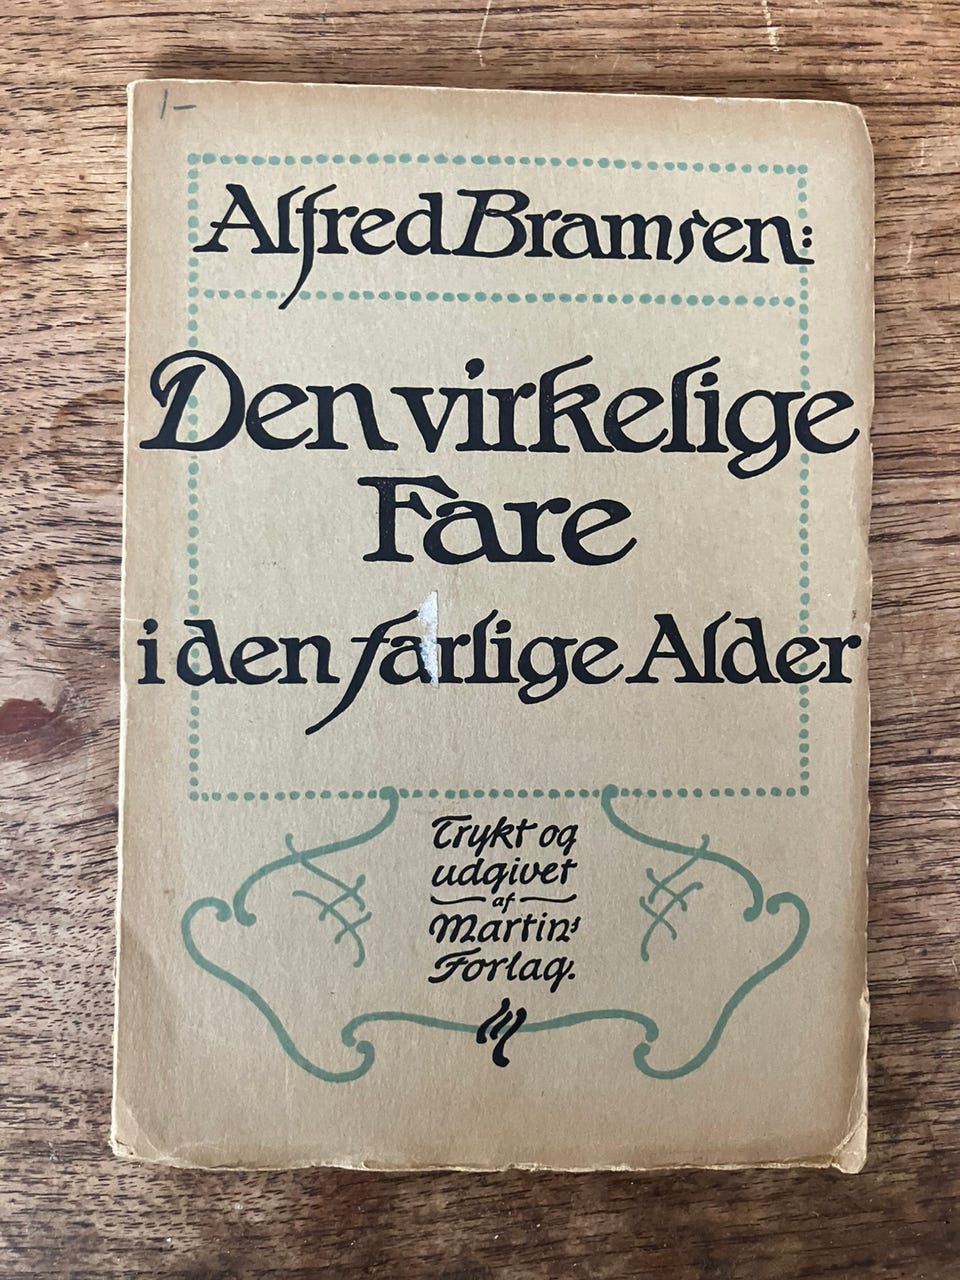 1-
Alfred Bramsen:
Den virkelige
Fare
i den farlige Alder
Trykt og
udgivet
af
Martins
Forlag.